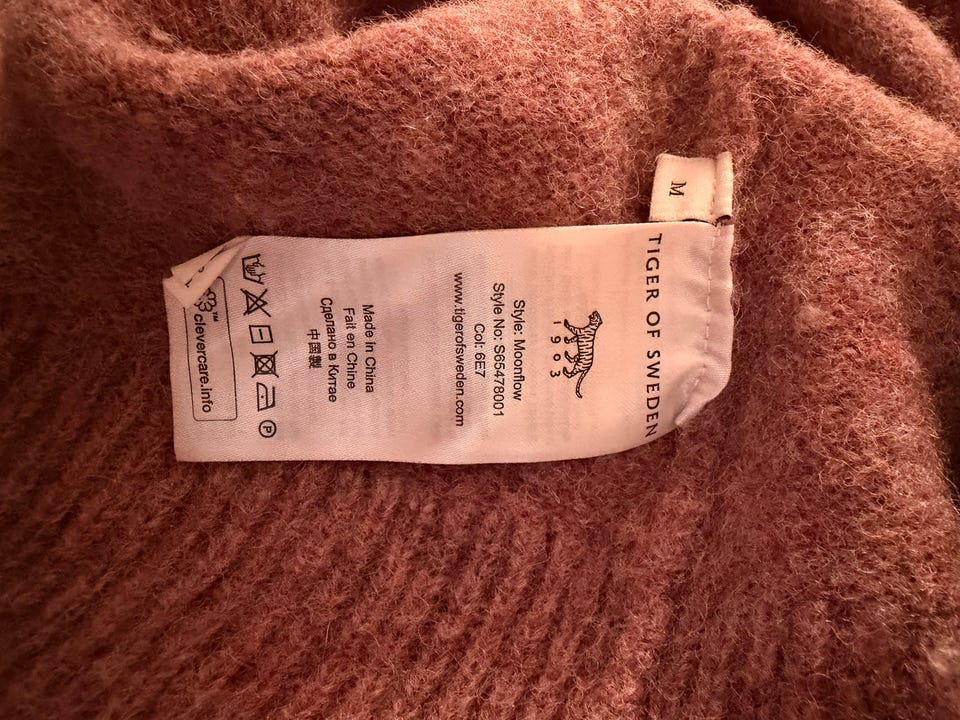 M
TIGER OF SWEDEN
1903
Style: Moonflow
Style No: S65478001
Col: 6E7
www.tigerofsweden.com
Made in China
Fait en Chine
Сделано в Китае
中国製
P
clevercare.info